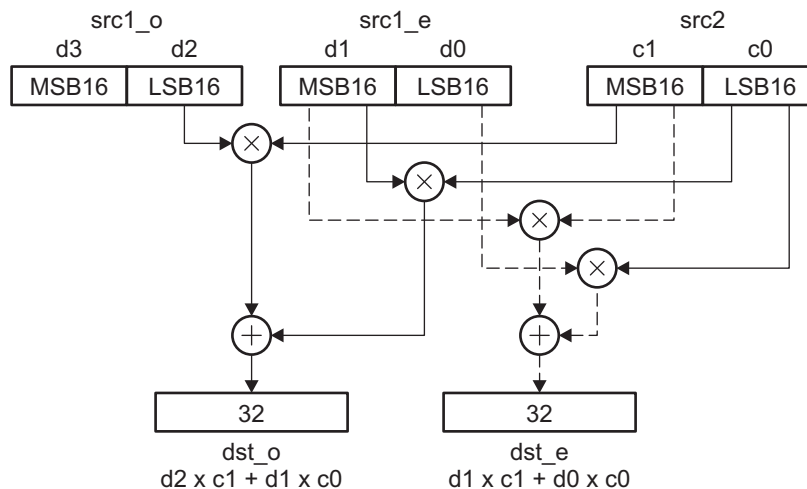 src1_o src1_e src2
d3 d2 d1 d0 c1 c0
MSB16 LSB16 MSB16 LSB16 MSB16 LSB16
×
×
×
×
+ +
32 32
dst_o dst_e
d2 x c1 + d1 x c0 d1 x c1 + d0 x c0